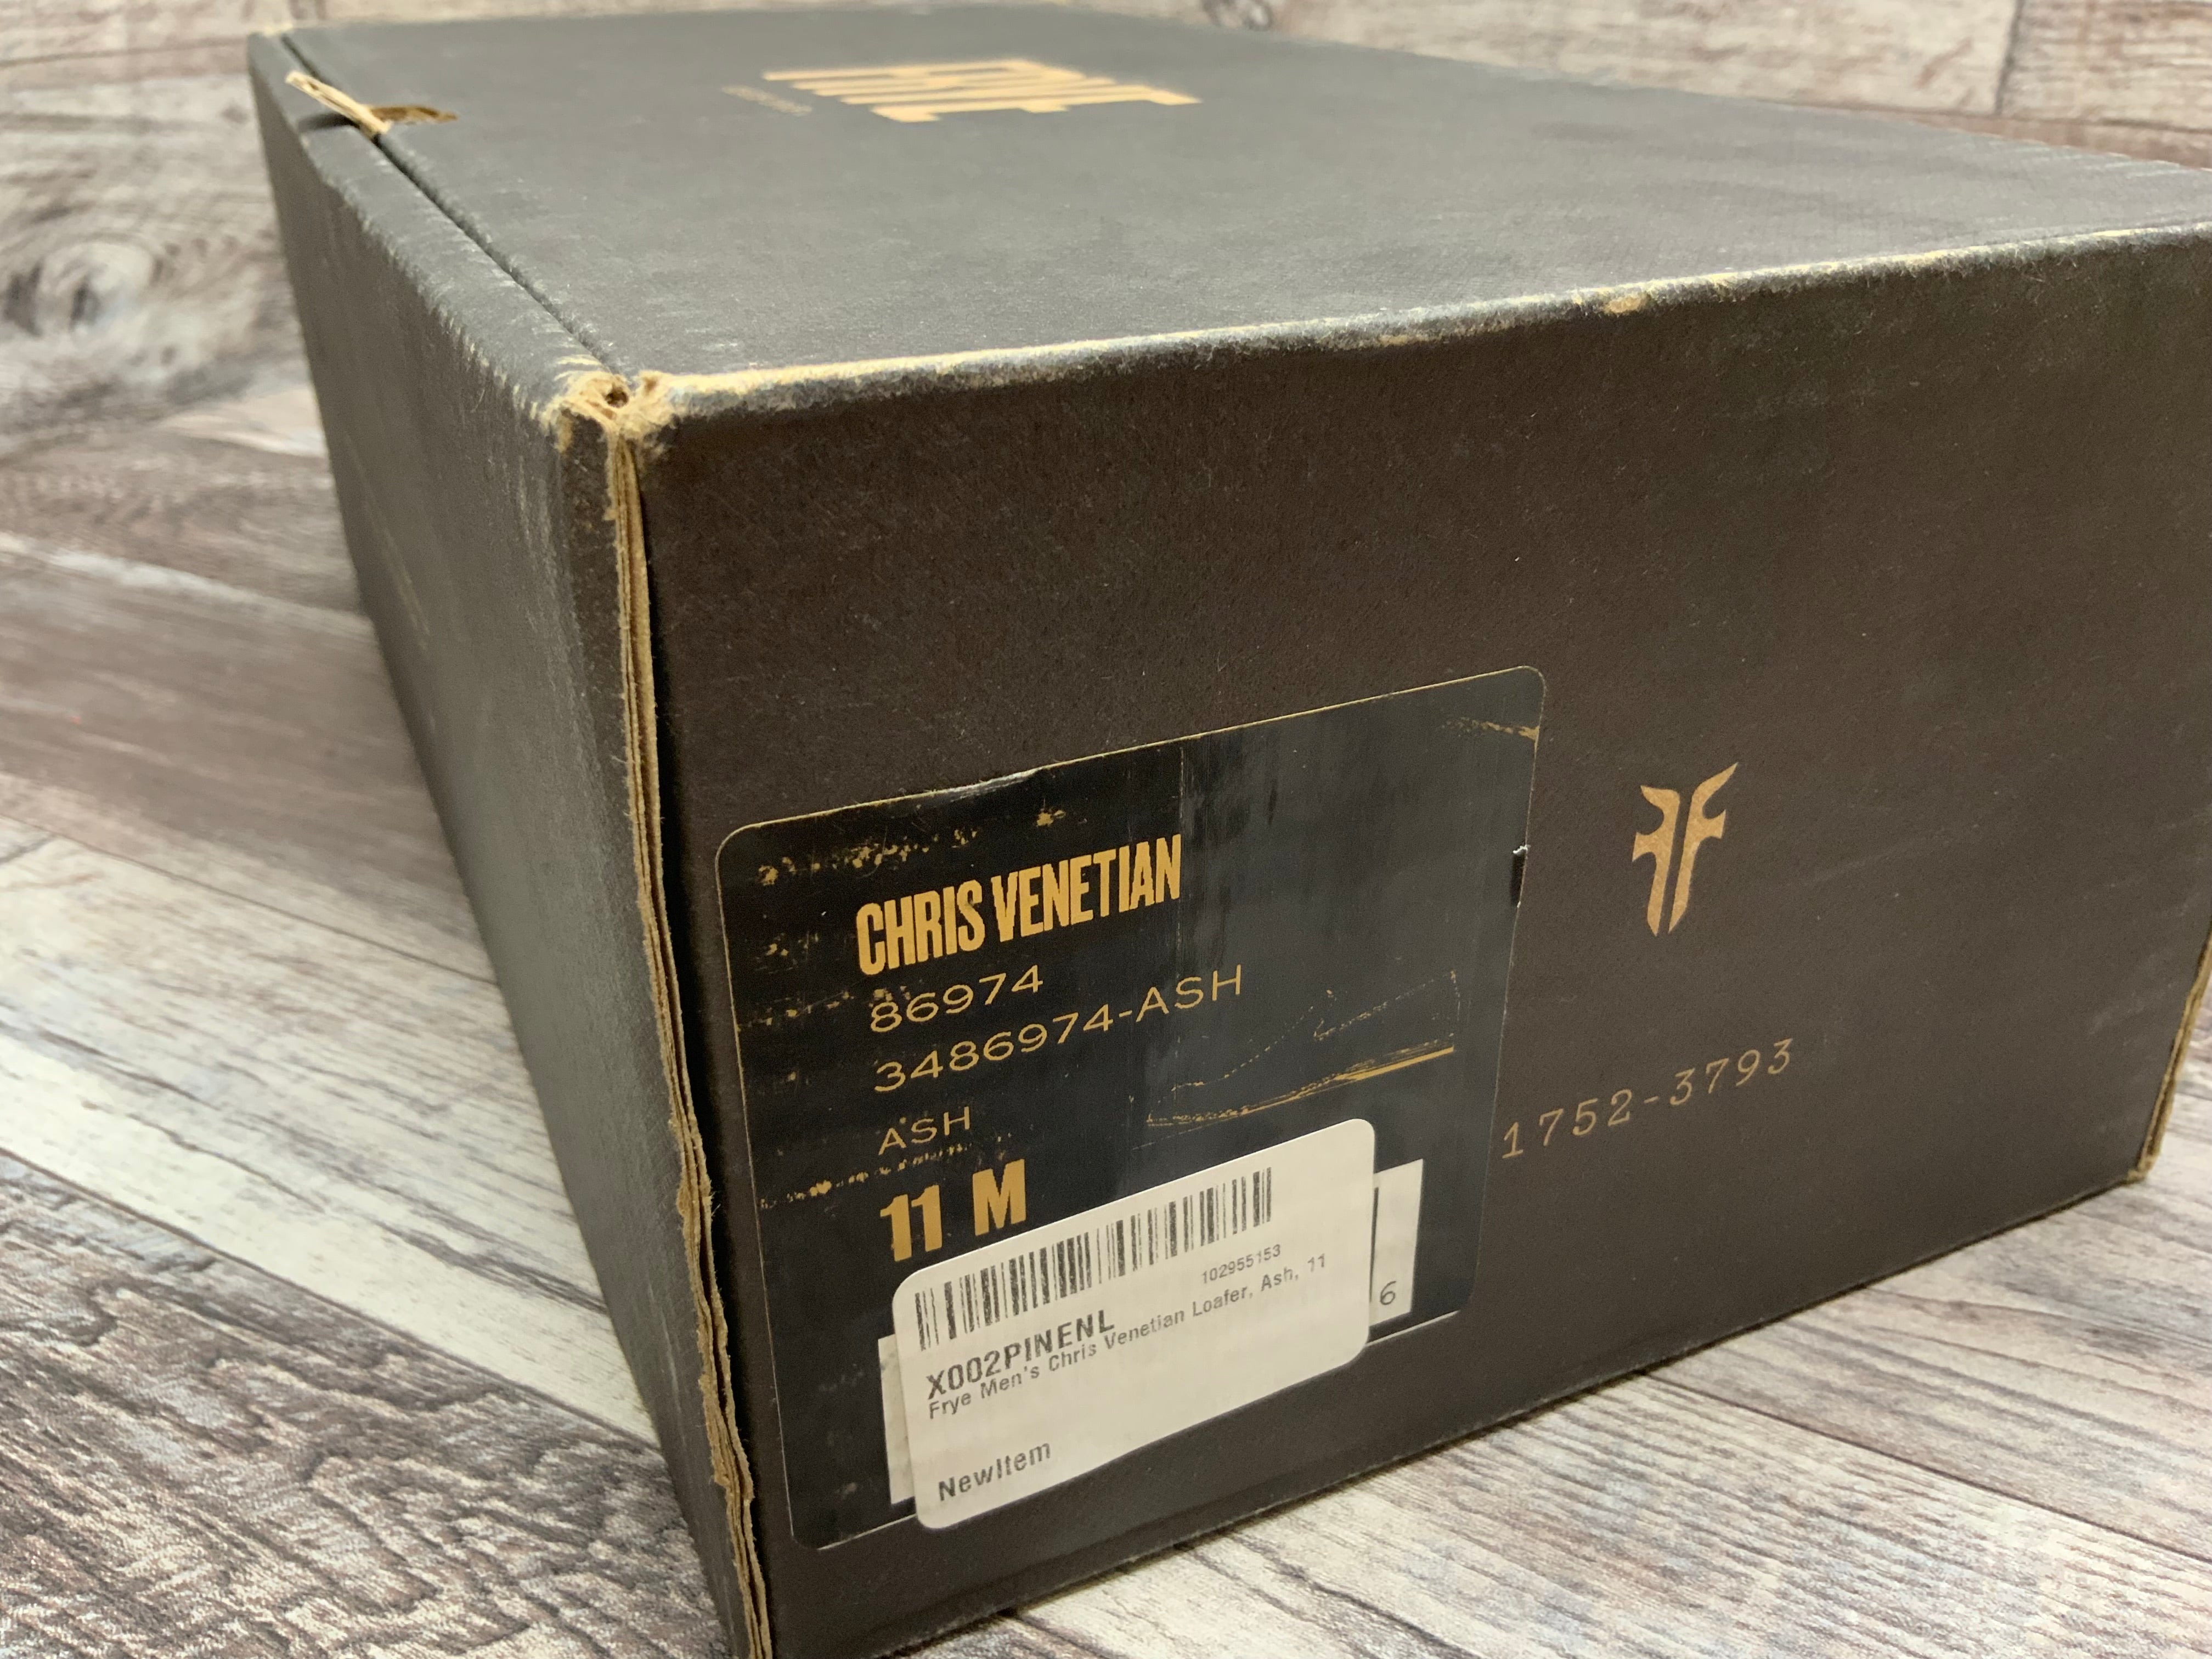 FRYE
CHRIS VENETIAN
86974
3486974-ASH
ASH
11 M
1752-3793
102955153
X002PINENL
Frye Men's Chris Venetian Loafer, Ash, 11
NewItem
6